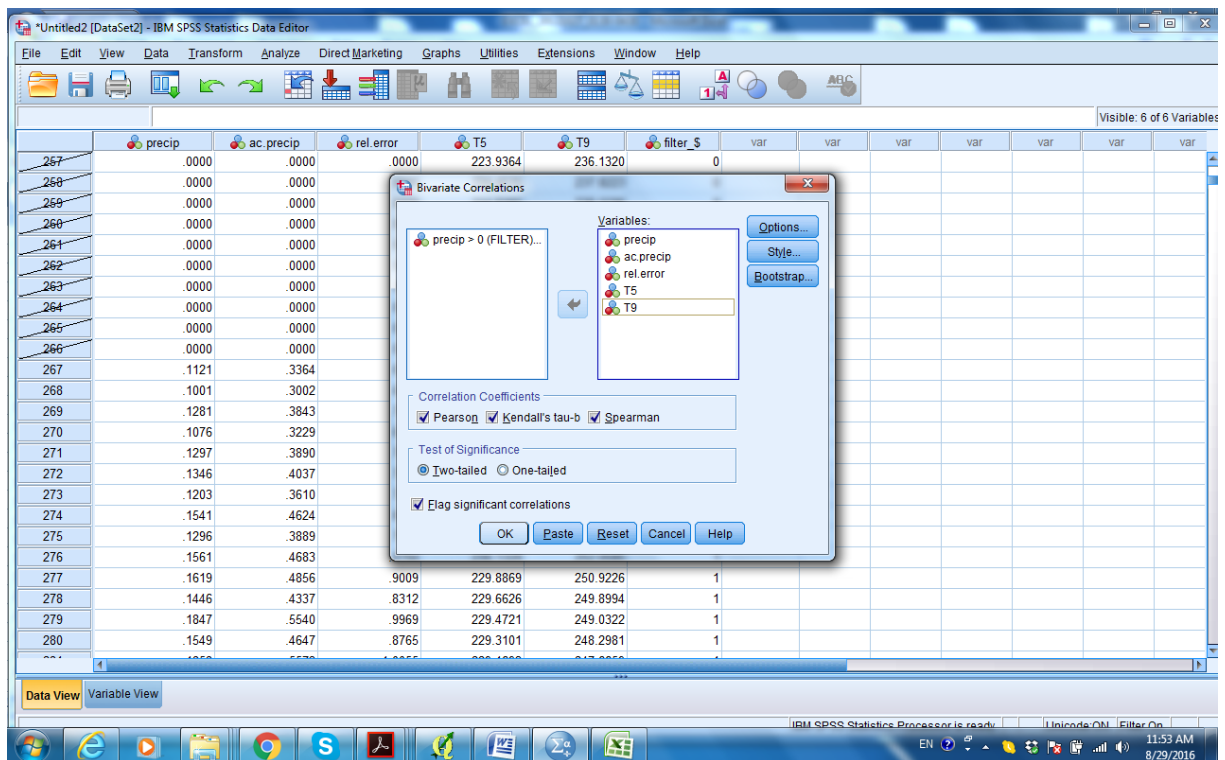 *Untitled2 [DataSet2] - IBM SPSS Statistics Data Editor
File Edit View Data Transform Analyze Direct Marketing Graphs Utilities Extensions Window Help
Visible: 6 of 6 Variables
precip ac.precip rel.error T5 T9 filter_$ var var var var var var var
257 .0000 .0000 .0000 223.9364 236.1320 0
258 .0000 .0000
259 .0000 .0000
260 .0000 .0000
261 .0000 .0000
262 .0000 .0000
263 .0000 .0000
264 .0000 .0000
265 .0000 .0000
266 .0000 .0000
267 .1121 .3364
268 .1001 .3002
269 .1281 .3843
270 .1076 .3229
271 .1297 .3890
272 .1346 .4037
273 .1203 .3610
274 .1541 .4624
275 .1296 .3889
276 .1561 .4683
277 .1619 .4856 .9009 229.8869 250.9226 1
278 .1446 .4337 .8312 229.6626 249.8994 1
279 .1847 .5540 .9969 229.4721 249.0322 1
280 .1549 .4647 .8765 229.3101 248.2981 1
Bivariate Correlations
Variables:
precip > 0 (FILTER)...
precip
ac.precip
rel.error
T5
T9
Options...
Style...
Bootstrap...
Correlation Coefficients
Pearson Kendall's tau-b Spearman
Test of Significance
Two-tailed One-tailed
Flag significant correlations
OK Paste Reset Cancel Help
Data View Variable View
IBM SPSS Statistics Processor is ready Unicode:ON Filter On
EN 11:53 AM
8/29/2016